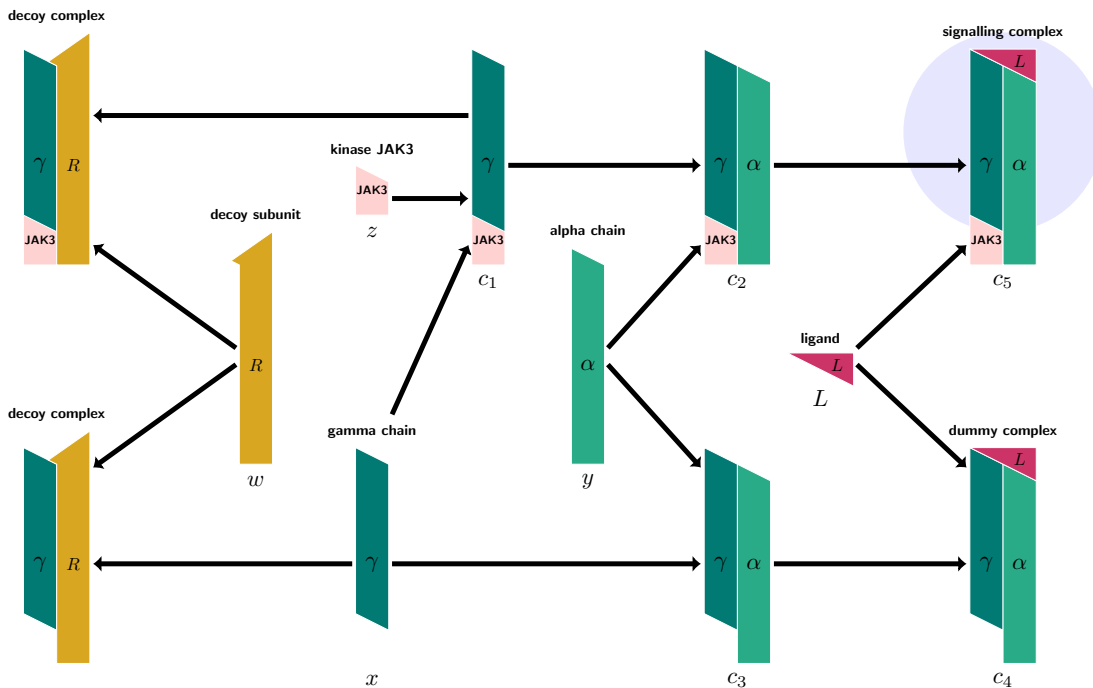 decoy complex
signalling complex
L
γ
R
JAK3
kinase JAK3
JAK3
z
γ
JAK3
c₁
γ
α
JAK3
c₂
γ
α
JAK3
c₅
decoy subunit
R
w
alpha chain
α
y
ligand
L
L
decoy complex
γ
R
gamma chain
γ
x
γ
α
c₃
dummy complex
L
γ
α
c₄